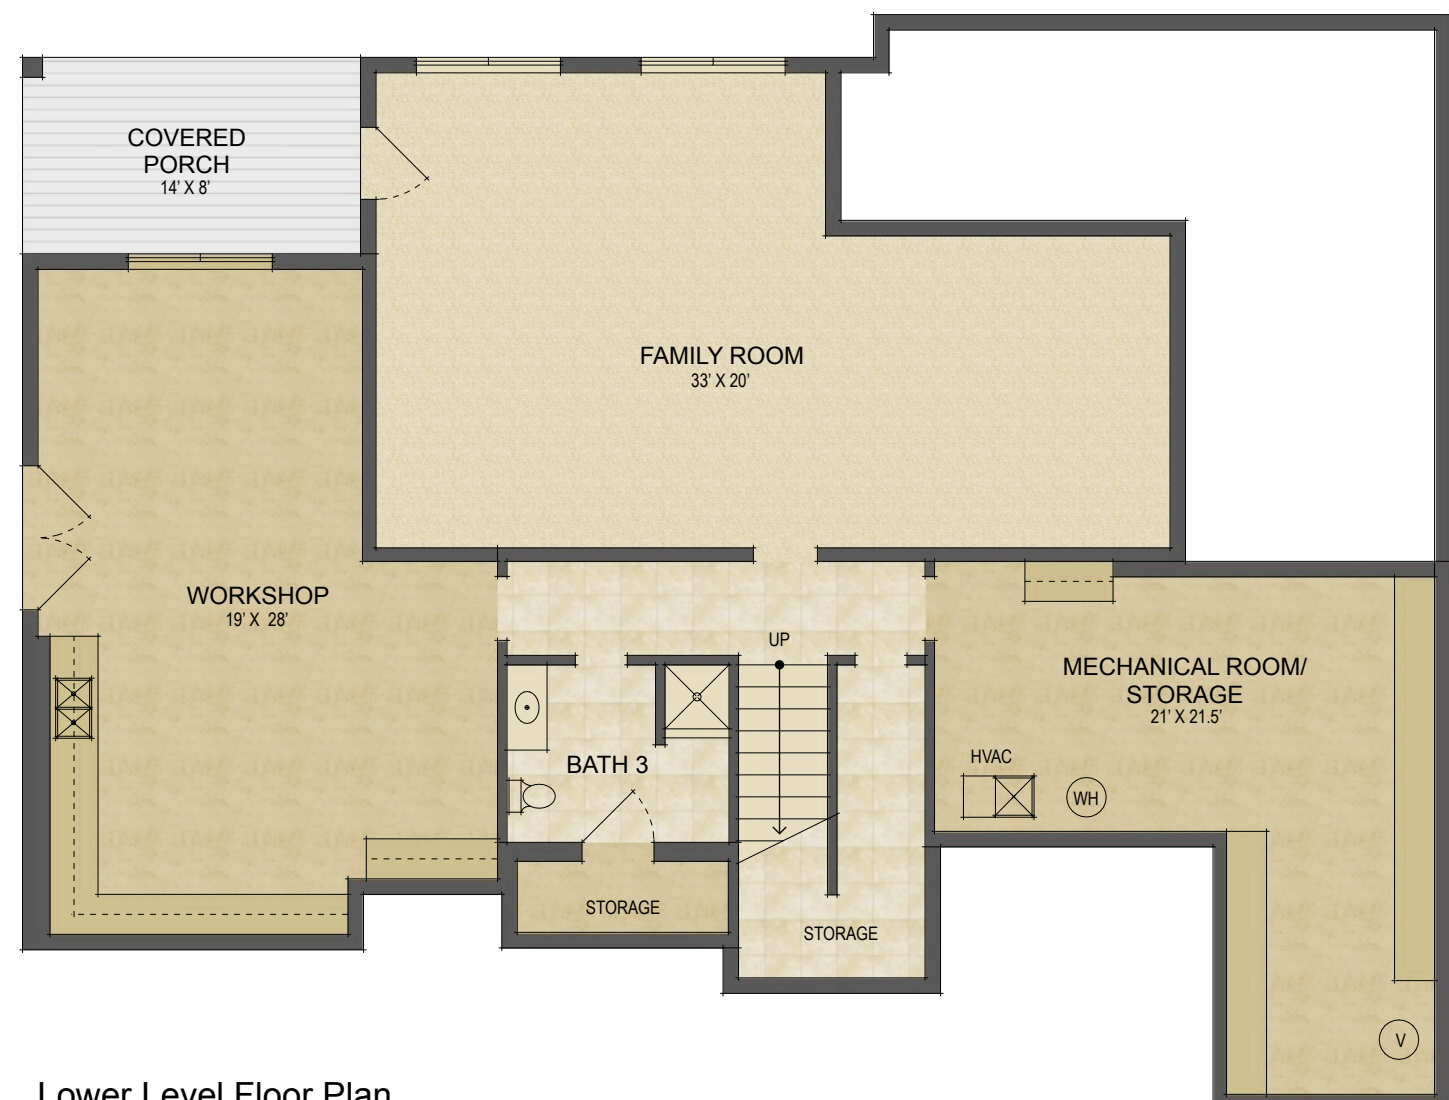 COVERED
PORCH
14' X 8'
FAMILY ROOM
33' X 20'
WORKSHOP
19' X 28'
UP
MECHANICAL ROOM/
STORAGE
21' X 21.5'
HVAC
WH
BATH 3
STORAGE
STORAGE
V
Lower Level Floor Plan